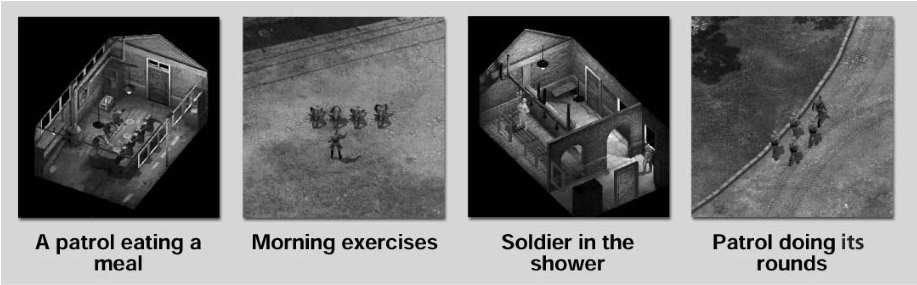 A patrol eating a
meal
Morning exercises
Soldier in the
shower
Patrol doing its
rounds